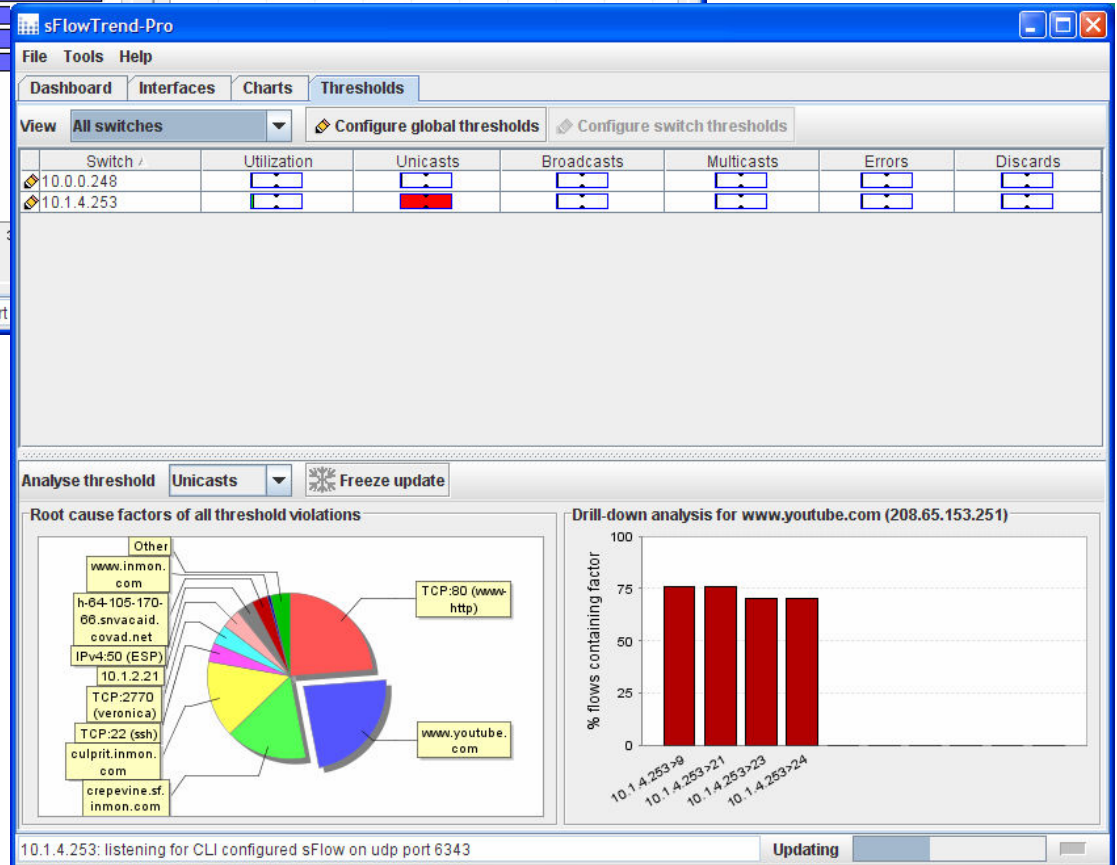 sFlowTrend-Pro
File Tools Help
Dashboard Interfaces Charts Thresholds
View All switches Configure global thresholds Configure switch thresholds
Switch Utilization Unicasts Broadcasts Multicasts Errors Discards
10.0.0.248
10.1.4.253
Analyse threshold Unicasts Freeze update
Root cause factors of all threshold violations
Other
www.inmon.
com
h-64-105-170-
66.snvacaid.
covad.net
IPv4:50 (ESP)
10.1.2.21
TCP:2770
(veronica)
TCP:22 (ssh)
culprit.inmon.
com
crepevine.sf.
inmon.com
TCP:80 (www-
http)
www.youtube.
com
Drill-down analysis for www.youtube.com (208.65.153.251)
% flows containing factor
100
75
50
25
0
10.1.4.253>9
10.1.4.253>21
10.1.4.253>23
10.1.4.253>24
10.1.4.253: listening for CLI configured sFlow on udp port 6343
Updating